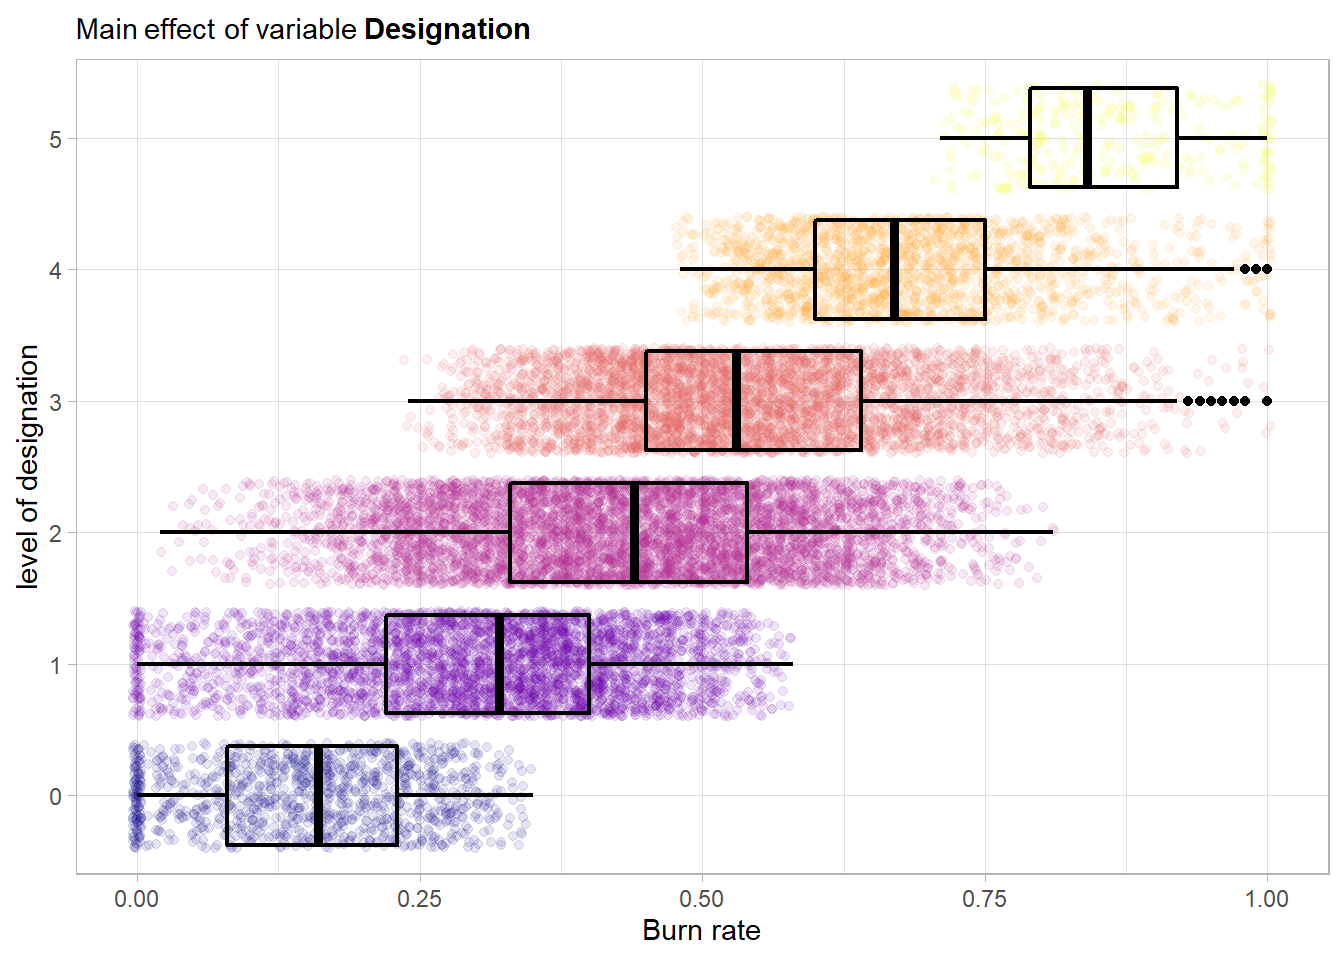 Main effect of variable Designation
level of designation
5
4
3
2
1
0
0.00 0.25 0.50 0.75 1.00
Burn rate